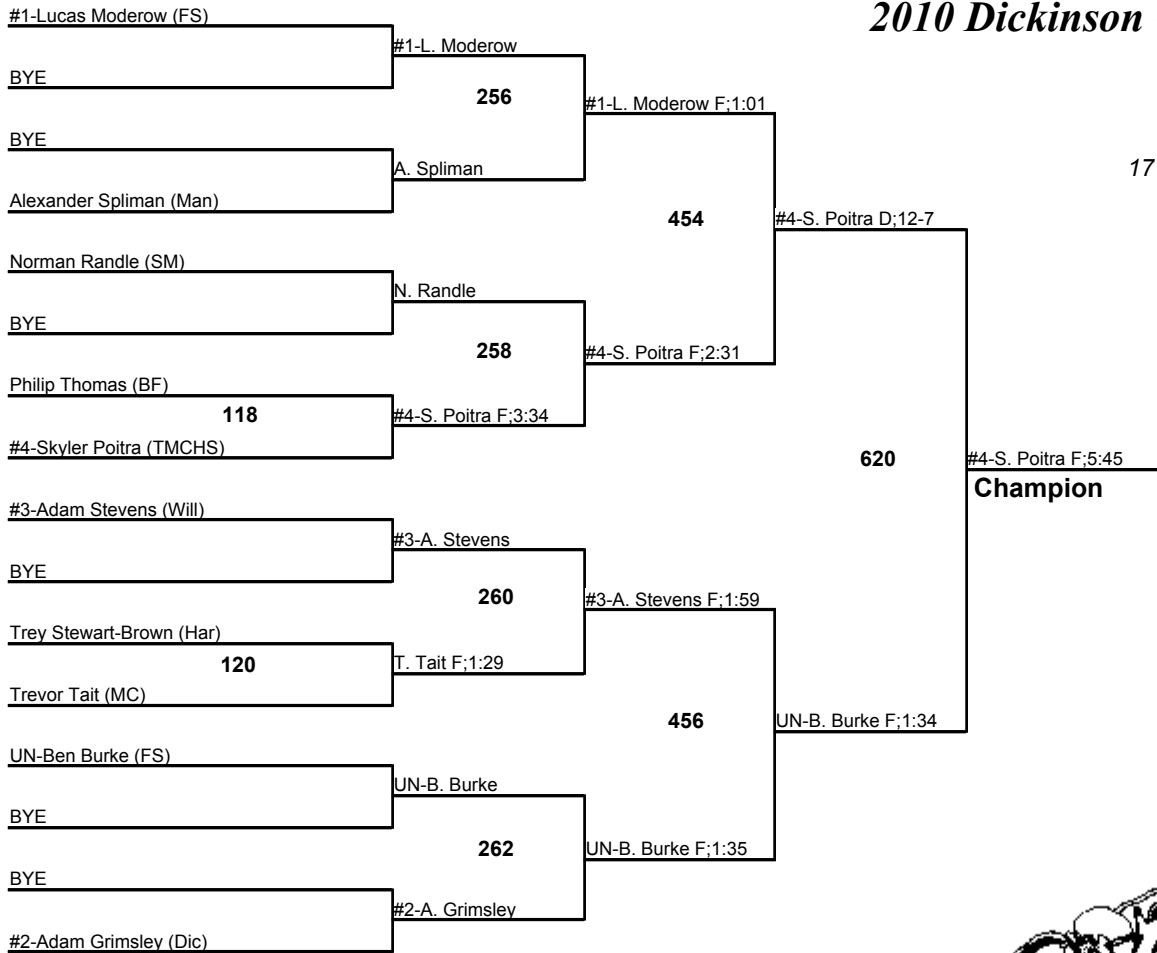 2010 Dickinson
17
#1-Lucas Moderow (FS)
BYE
BYE
Alexander Spliman (Man)
Norman Randle (SM)
BYE
Philip Thomas (BF)
118
#4-Skyler Poitra (TMCHS)
#3-Adam Stevens (Will)
BYE
Trey Stewart-Brown (Har)
120
Trevor Tait (MC)
UN-Ben Burke (FS)
BYE
BYE
#2-Adam Grimsley (Dic)
#1-L. Moderow
256
A. Spliman
N. Randle
258
#4-S. Poitra F;3:34
#3-A. Stevens
260
T. Tait F;1:29
UN-B. Burke
262
#2-A. Grimsley
#1-L. Moderow F;1:01
454
#4-S. Poitra F;2:31
#3-A. Stevens F;1:59
456
UN-B. Burke F;1:35
#4-S. Poitra D;12-7
620
UN-B. Burke F;1:34
#4-S. Poitra F;5:45
Champion